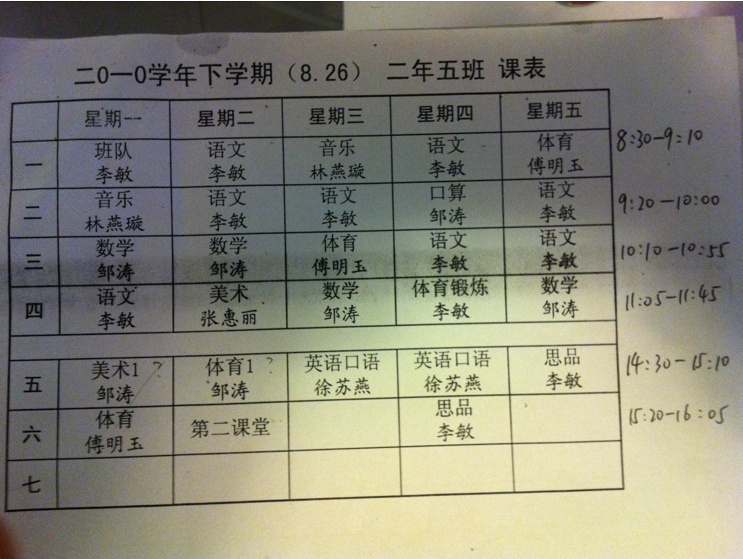 二0一0学年下学期（8.26） 二年五班 课表
星期一 星期二 星期三 星期四 星期五
一 班队 语文 音乐 语文 体育 8:30-9:10
李敏 李敏 林燕璇 李敏 傅明玉
二 音乐 语文 语文 口算 语文 9:20-10:00
林燕璇 李敏 李敏 邹涛 李敏
三 数学 数学 体育 语文 语文 10:10-10:55
邹涛 邹涛 傅明玉 李敏 李敏
四 语文 美术 数学 体育锻炼 数学 11:05-11:45
李敏 张惠丽 邹涛 李敏 邹涛
五 美术1 ? 体育1 ? 英语口语 英语口语 思品 14:30-15:10
邹涛 邹涛 徐苏燕 徐苏燕 李敏
六 体育 第二课堂 思品 15:20-16:05
傅明玉 李敏
七